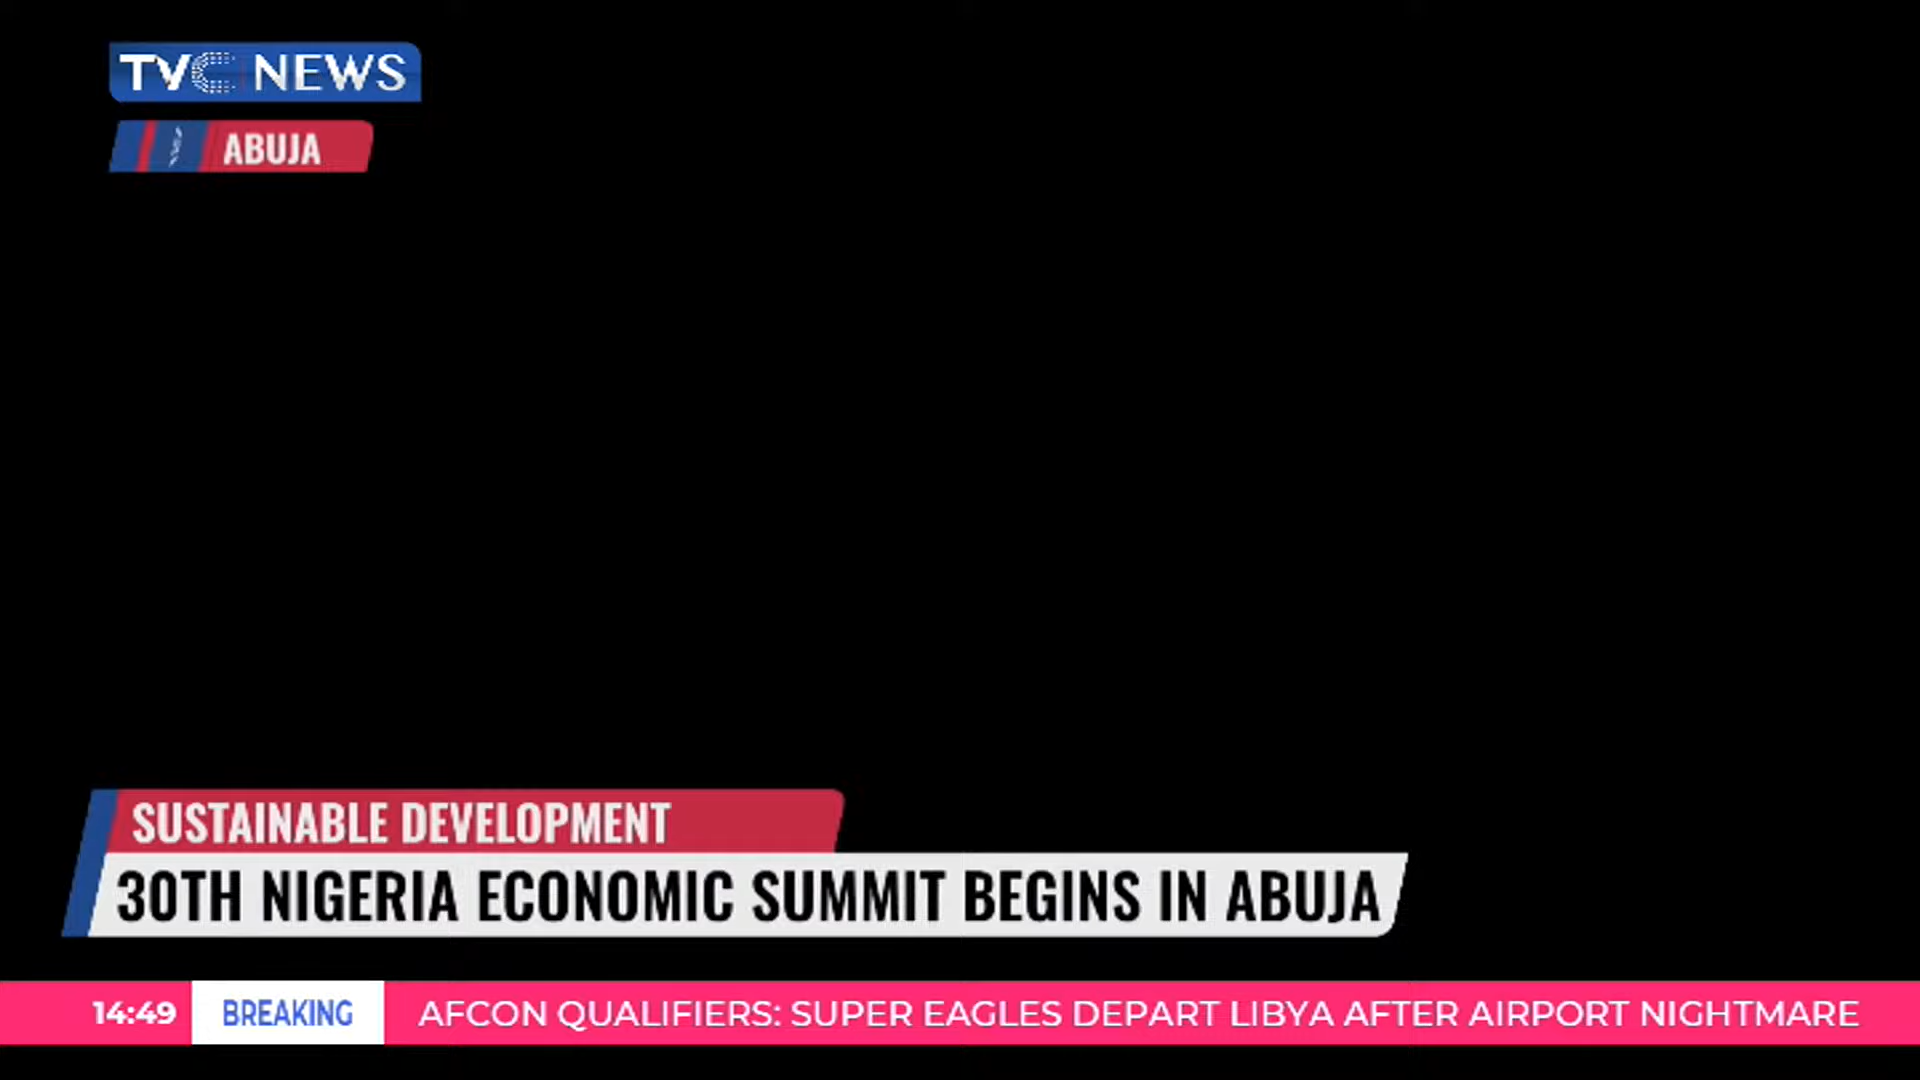 TVC NEWS
ABUJA
SUSTAINABLE DEVELOPMENT
30TH NIGERIA ECONOMIC SUMMIT BEGINS IN ABUJA
14:49 BREAKING AFCON QUALIFIERS: SUPER EAGLES DEPART LIBYA AFTER AIRPORT NIGHTMARE